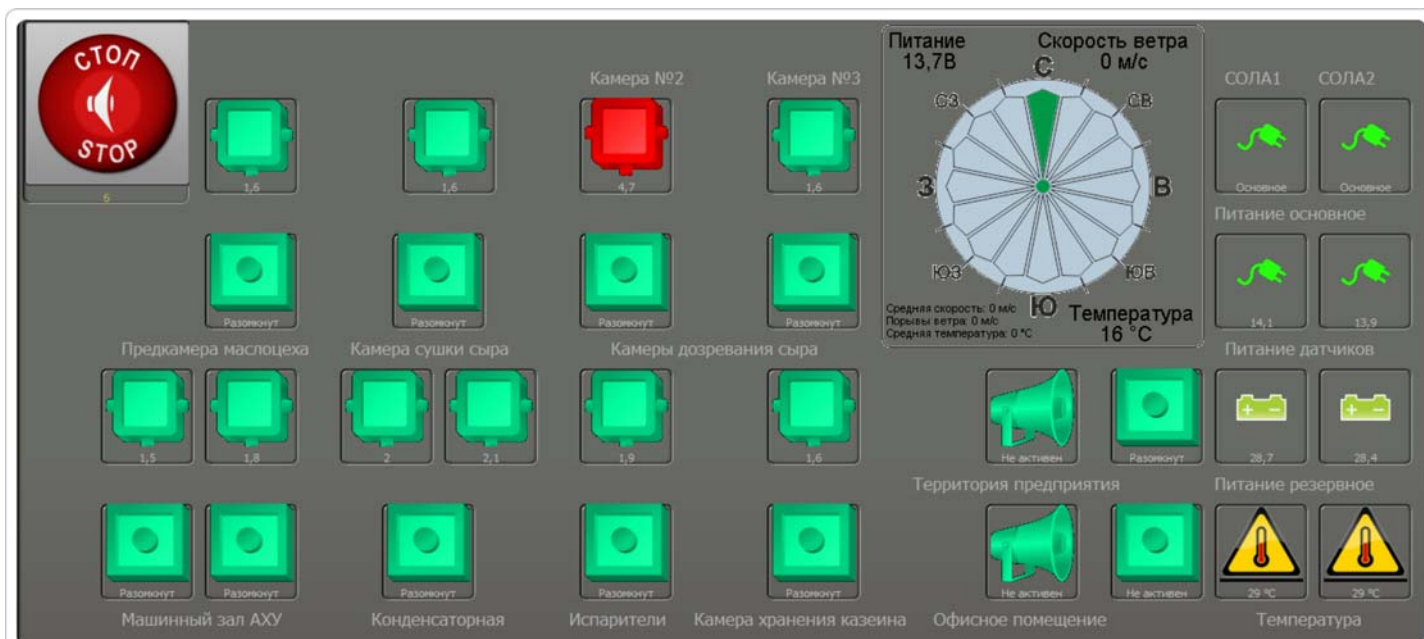 СТОП
STOP
6
Камера №2
Камера №3
Питание
13,7В
Скорость ветра
0 м/с
С
СЗ
СВ
З
В
ЮЗ
ЮВ
Ю
Средняя скорость: 0 м/с
Порывы ветра: 0 м/с
Средняя температура: 0 °С
Температура
16 °C
СОЛА1
СОЛА2
1,6
1,6
4,7
1,6
Основное
Основное
Питание основное
Разомкнут
Разомкнут
Разомкнут
Разомкнут
14,1
13,9
Предкамера маслоцеха
Камера сушки сыра
Камеры дозревания сыра
Питание датчиков
1,5
1,8
2
2,1
1,9
1,6
Не активен
Разомкнут
28,7
28,4
Территория предприятия
Питание резервное
Разомкнут
Разомкнут
Разомкнут
Разомкнут
Разомкнут
Не активен
Не активен
29 °C
29 °C
Машинный зал АХУ
Конденсаторная
Испарители
Камера хранения казеина
Офисное помещение
Температура